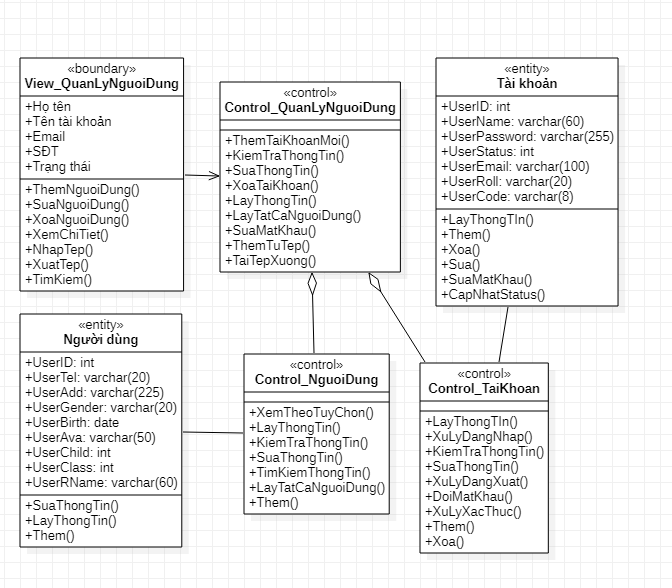 «boundary»
View_QuanLyNguoiDung
+Họ tên
+Tên tài khoản
+Email
+SĐT
+Trạng thái
+ThemNguoiDung()
+SuaNguoiDung()
+XoaNguoiDung()
+XemChiTiet()
+NhapTep()
+XuatTep()
+TimKiem()
«control»
Control_QuanLyNguoiDung
+ThemTaiKhoanMoi()
+KiemTraThongTin()
+SuaThongTin()
+XoaTaiKhoan()
+LayThongTin()
+LayTatCaNguoiDung()
+SuaMatKhau()
+ThemTuTep()
+TaiTepXuong()
«entity»
Tài khoản
+UserID: int
+UserName: varchar(60)
+UserPassword: varchar(255)
+UserStatus: int
+UserEmail: varchar(100)
+UserRoll: varchar(20)
+UserCode: varchar(8)
+LayThongTIn()
+Them()
+Xoa()
+Sua()
+SuaMatKhau()
+CapNhatStatus()
«entity»
Người dùng
+UserID: int
+UserTel: varchar(20)
+UserAdd: varchar(225)
+UserGender: varchar(20)
+UserBirth: date
+UserAva: varchar(50)
+UserChild: int
+UserClass: int
+UserRName: varchar(60)
+SuaThongTin()
+LayThongTin()
+Them()
«control»
Control_NguoiDung
+XemTheoTuyChon()
+LayThongTin()
+KiemTraThongTin()
+SuaThongTin()
+TimKiemThongTin()
+LayTatCaNguoiDung()
+Them()
«control»
Control_TaiKhoan
+LayThongTIn()
+XuLyDangNhap()
+KiemTraThongTin()
+SuaThongTin()
+XuLyDangXuat()
+DoiMatKhau()
+XuLyXacThuc()
+Them()
+Xoa()